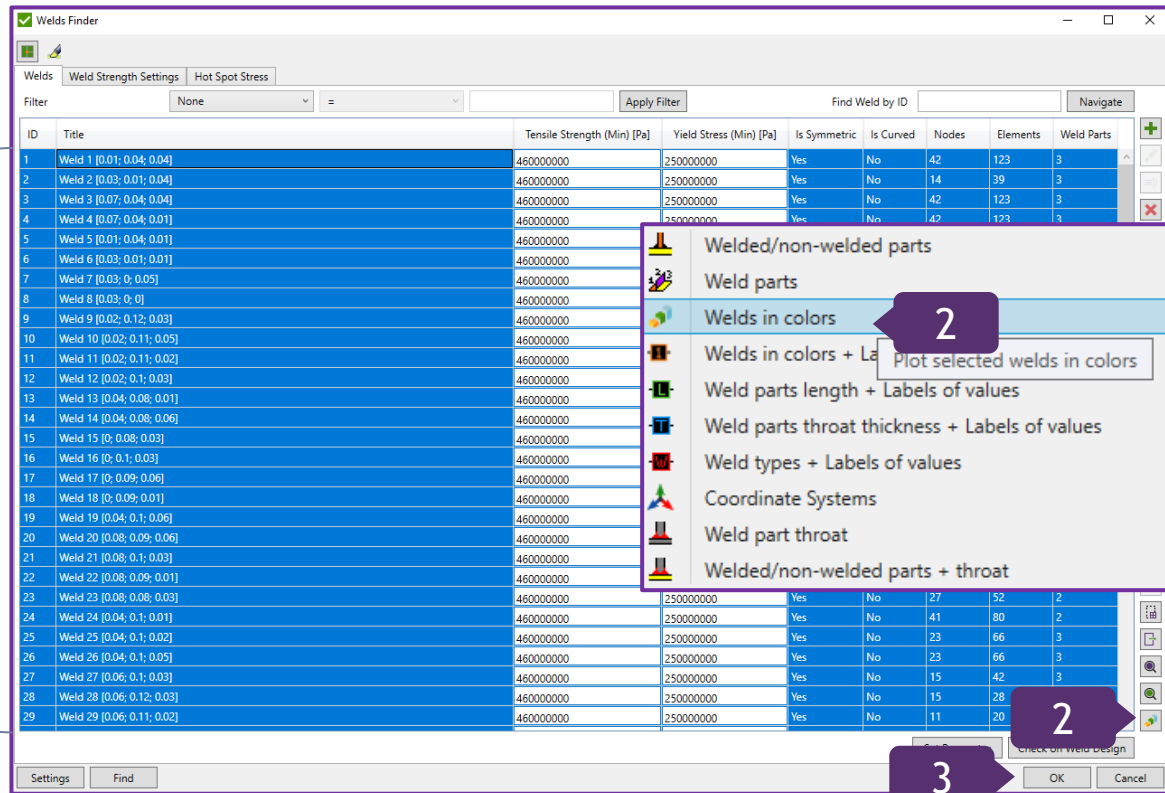 Welds Finder
Welds Weld Strength Settings Hot Spot Stress
Filter None = Apply Filter Find Weld by ID Navigate
ID Title Tensile Strength (Min) [Pa] Yield Stress (Min) [Pa] Is Symmetric Is Curved Nodes Elements Weld Parts
1 Weld 1 [0.01; 0.04; 0.04] 460000000 250000000 Yes No 42 123 3
2 Weld 2 [0.03; 0.01; 0.04] 460000000 250000000 Yes No 14 39 3
3 Weld 3 [0.07; 0.04; 0.04] 460000000 250000000 Yes No 42 123 3
4 Weld 4 [0.07; 0.04; 0.01] 460000000 250000000 Yes No 42 123 3
5 Weld 5 [0.01; 0.04; 0.01] 460000000
6 Weld 6 [0.03; 0.01; 0.01] 460000000
7 Weld 7 [0.03; 0; 0.05] 460000000
8 Weld 8 [0.03; 0; 0] 460000000
9 Weld 9 [0.02; 0.12; 0.03] 460000000
10 Weld 10 [0.02; 0.11; 0.05] 460000000
11 Weld 11 [0.02; 0.11; 0.02] 460000000
12 Weld 12 [0.02; 0.1; 0.03] 460000000
13 Weld 13 [0.04; 0.08; 0.01] 460000000
14 Weld 14 [0.04; 0.08; 0.06] 460000000
15 Weld 15 [0; 0.08; 0.03] 460000000
16 Weld 16 [0; 0.1; 0.03] 460000000
17 Weld 17 [0; 0.09; 0.06] 460000000
18 Weld 18 [0; 0.09; 0.01] 460000000
19 Weld 19 [0.04; 0.1; 0.06] 460000000
20 Weld 20 [0.08; 0.09; 0.06] 460000000
21 Weld 21 [0.08; 0.1; 0.03] 460000000
22 Weld 22 [0.08; 0.09; 0.01] 460000000
23 Weld 23 [0.08; 0.08; 0.03] 460000000 250000000 Yes No 27 52 2
24 Weld 24 [0.04; 0.1; 0.01] 460000000 250000000 Yes No 41 80 2
25 Weld 25 [0.04; 0.1; 0.02] 460000000 250000000 Yes No 23 66 3
26 Weld 26 [0.04; 0.1; 0.05] 460000000 250000000 Yes No 23 66 3
27 Weld 27 [0.06; 0.1; 0.03] 460000000 250000000 Yes No 15 42 3
28 Weld 28 [0.06; 0.12; 0.03] 460000000 250000000 Yes No 15 28
29 Weld 29 [0.06; 0.11; 0.02] 460000000 250000000 Yes No 11 20
Welded/non-welded parts
Weld parts
Welds in colors
2
Welds in colors +
Plot selected welds in colors
Weld parts length + Labels of values
Weld parts throat thickness + Labels of values
Weld types + Labels of values
Coordinate Systems
Weld part throat
Welded/non-welded parts + throat
2
Check on Weld Design
Settings Find 3 OK Cancel